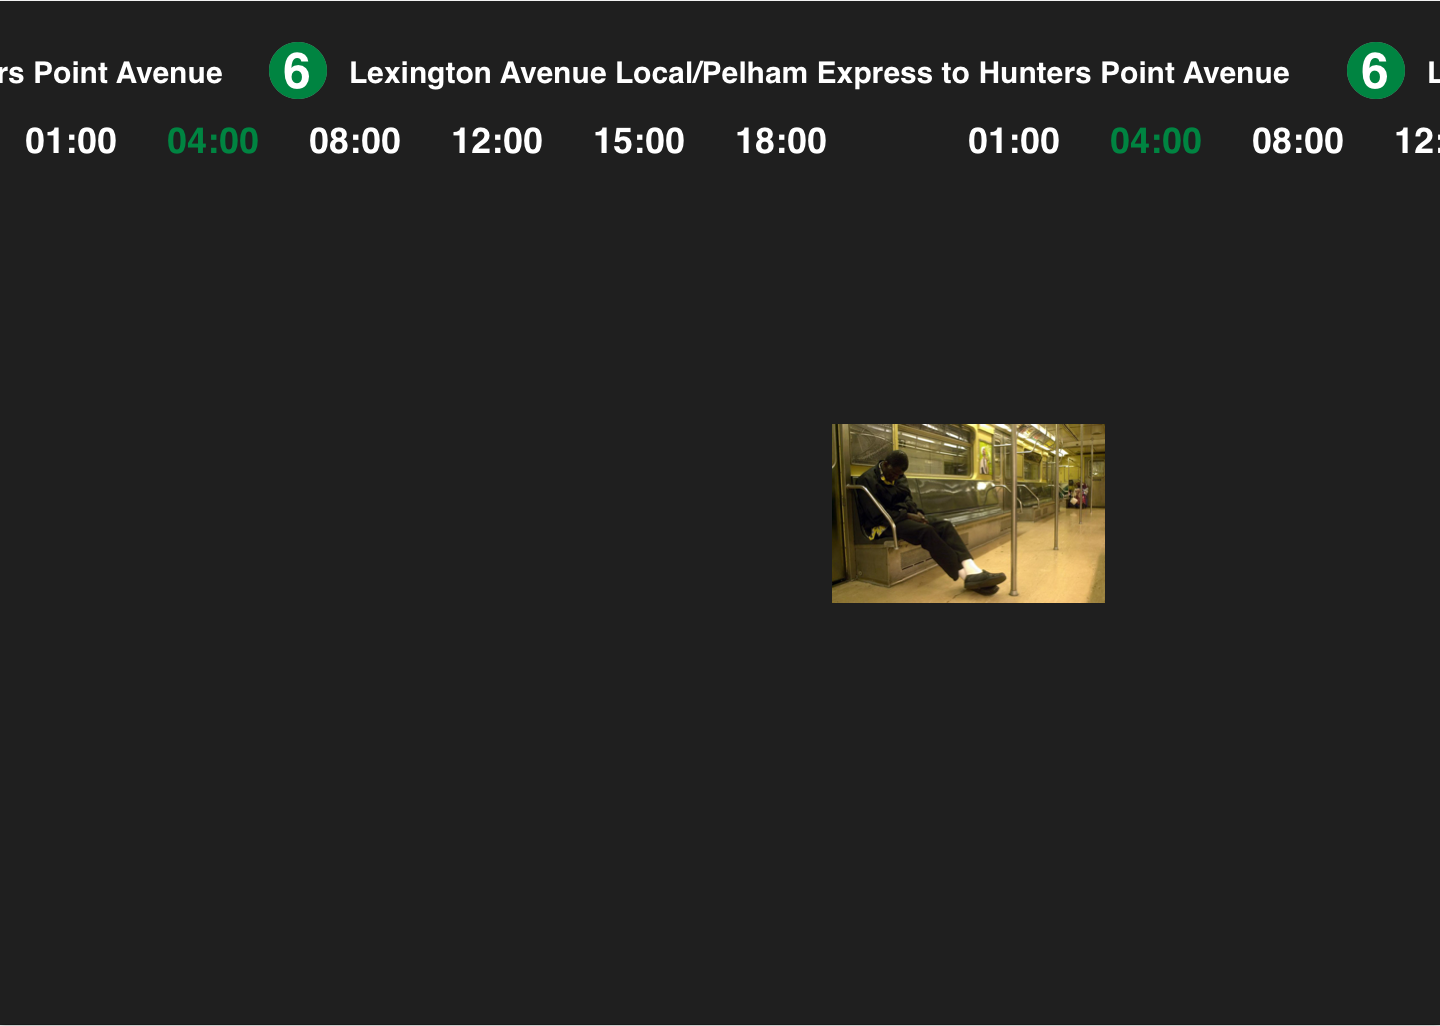 rs Point Avenue 6 Lexington Avenue Local/Pelham Express to Hunters Point Avenue 6 L
01:00 04:00 08:00 12:00 15:00 18:00 01:00 04:00 08:00 12: